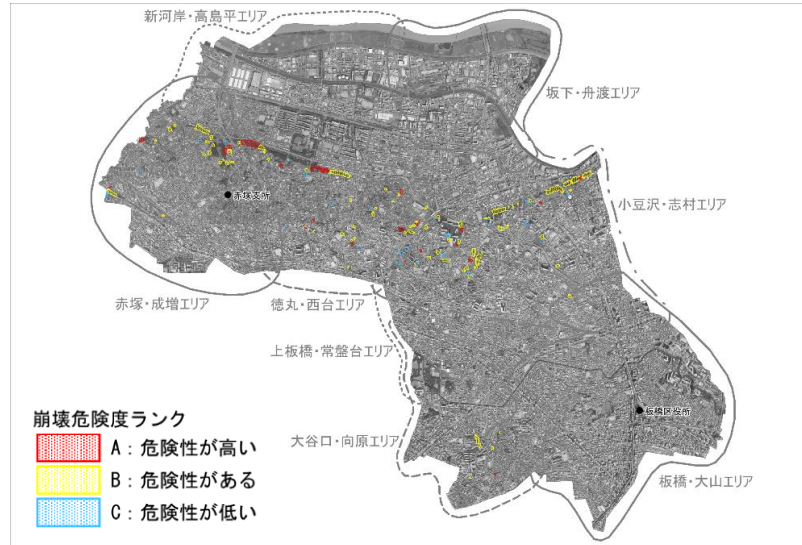 新河岸・高島平エリア
坂下・舟渡エリア
赤塚支所
小豆沢・志村エリア
赤塚・成増エリア
徳丸・西台エリア
上板橋・常盤台エリア
大谷口・向原エリア
板橋区役所
板橋・大山エリア
崩壊危険度ランク
A：危険性が高い
B：危険性がある
C：危険性が低い